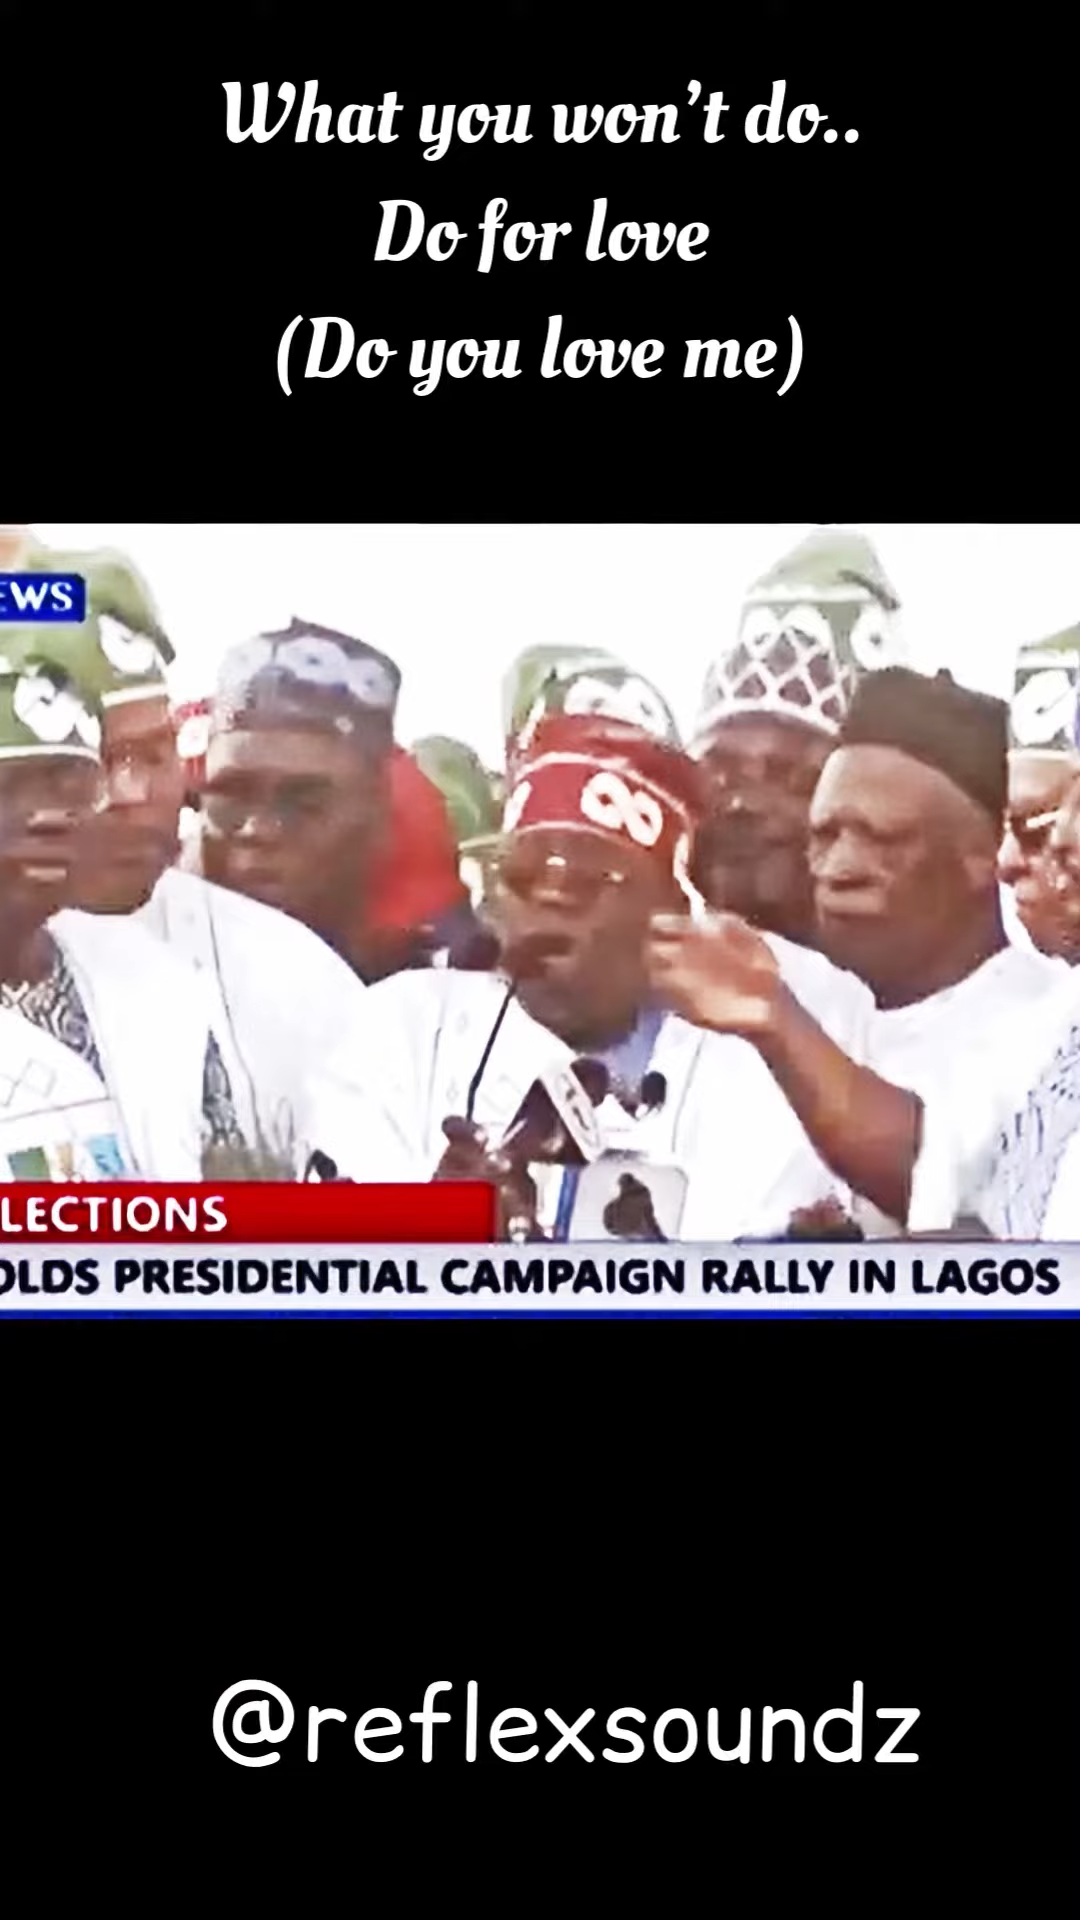 What you won't do..
Do for love
(Do you love me)
EWS
LECTIONS
OLDS PRESIDENTIAL CAMPAIGN RALLY IN LAGOS
@reflexsoundz